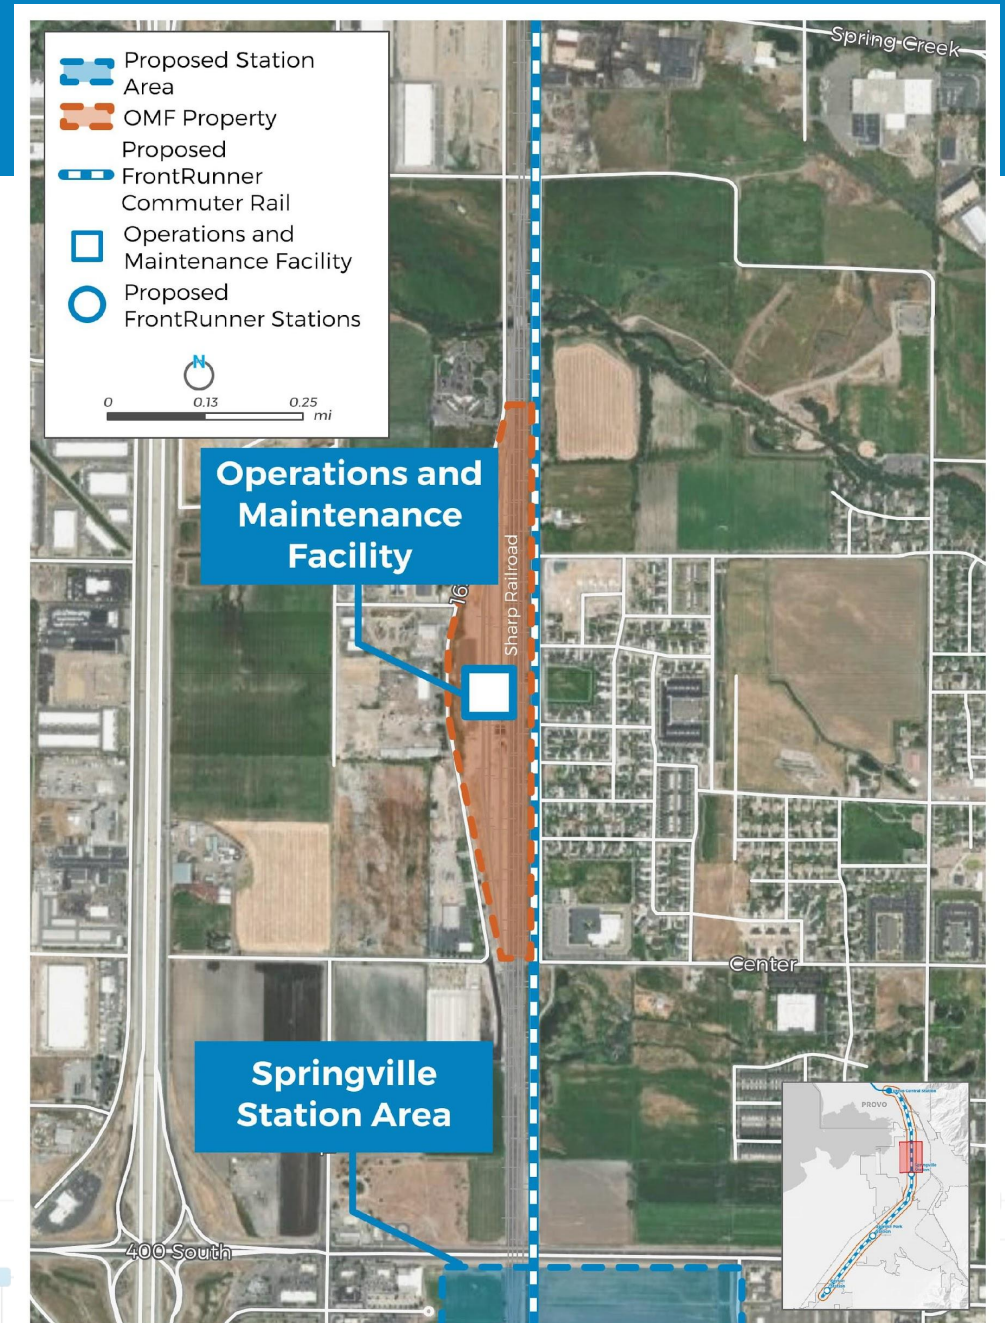 Proposed Station
Area
OMF Property
Proposed
FrontRunner
Commuter Rail
Operations and
Maintenance Facility
Proposed
FrontRunner Stations
N
0 0.13 0.25
mi
Spring Creek
Operations and
Maintenance
Facility
16
Sharp Railroad
Center
Springville
Station Area
400 South
PROVO